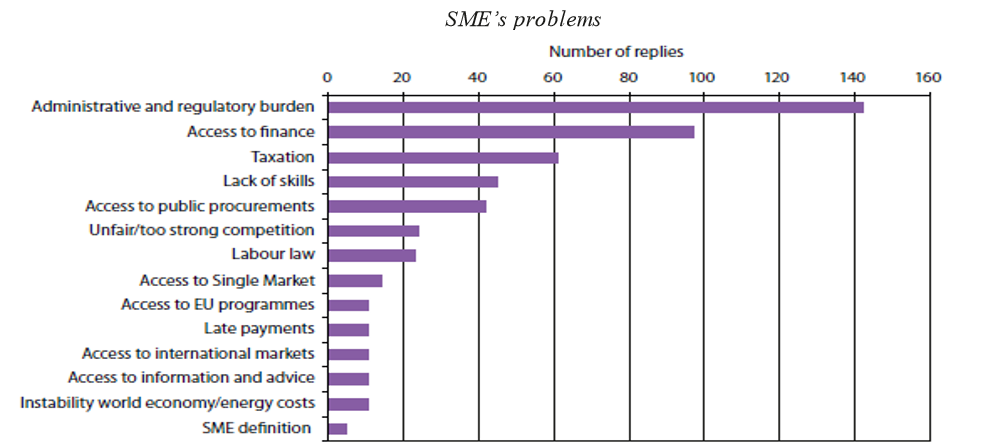 SME's problems
Number of replies
0 20 40 60 80 100 120 140 160
Administrative and regulatory burden
Access to finance
Taxation
Lack of skills
Access to public procurements
Unfair/too strong competition
Labour law
Access to Single Market
Access to EU programmes
Late payments
Access to international markets
Access to information and advice
Instability world economy/energy costs
SME definition